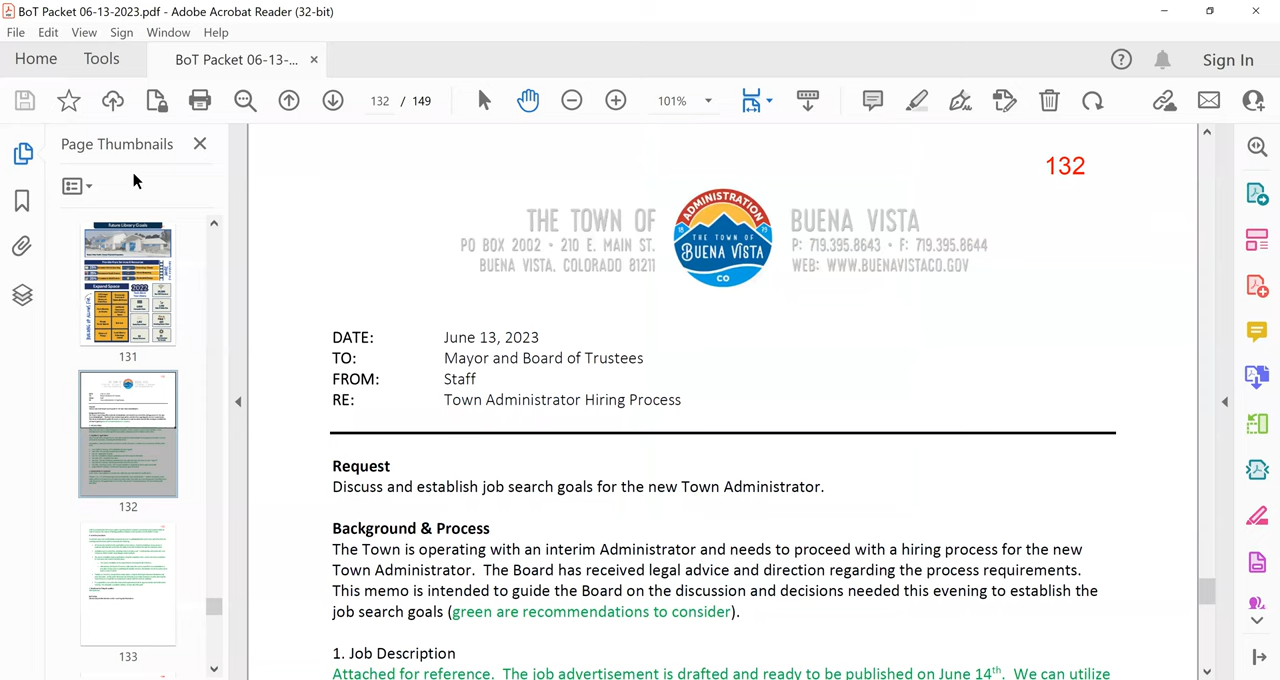 BoT Packet 06-13-2023.pdf - Adobe Acrobat Reader (32-bit)
File Edit View Sign Window Help
Home Tools BoT Packet 06-13-... Sign In
132 / 149 101%
Page Thumbnails
Future Library Goals
Expand Space 2022
131
132
133
132
THE TOWN OF BUENA VISTA
PO BOX 2002 • 210 E. MAIN ST. P: 719.395.8643 • F: 719.395.8644
BUENA VISTA, COLORADO 81211 WEB: WWW.BUENAVISTACO.GOV
ADMINISTRATION
18 79
THE TOWN OF
BUENA VISTA
CO
DATE: June 13, 2023
TO: Mayor and Board of Trustees
FROM: Staff
RE: Town Administrator Hiring Process
Request
Discuss and establish job search goals for the new Town Administrator.
Background & Process
The Town is operating with an interim Administrator and needs to proceed with a hiring process for the new
Town Administrator. The BoT has received legal advice and direction regarding the process requirements.
This memo is intended to guide the Board on the discussion and decisions needed this evening to establish the
job search goals (green are recommendations to consider).
1. Job Description
Attached for reference. The job advertisement is drafted and ready to be published on June 14th. We can utilize